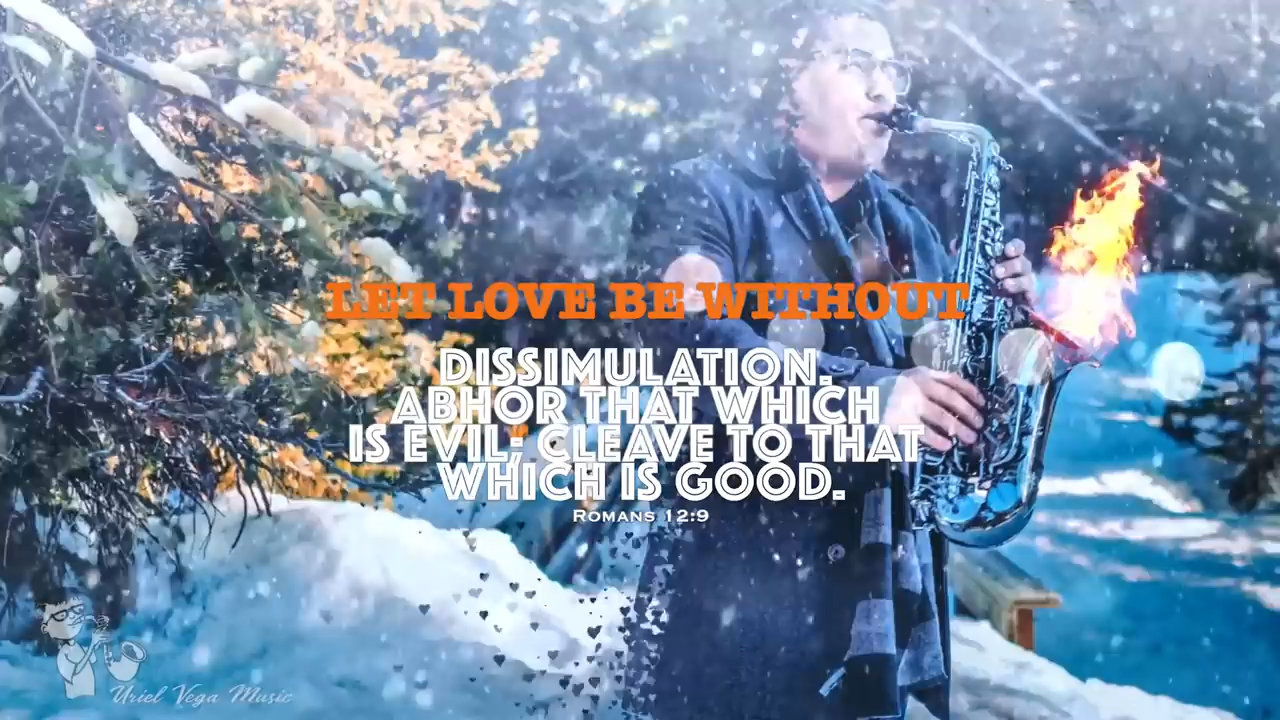 LET LOVE BE WITHOUT
DISSIMULATION.
ABHOR THAT WHICH
IS EVIL; CLEAVE TO THAT
WHICH IS GOOD.
Romans 12:9
Uriel Vega Music